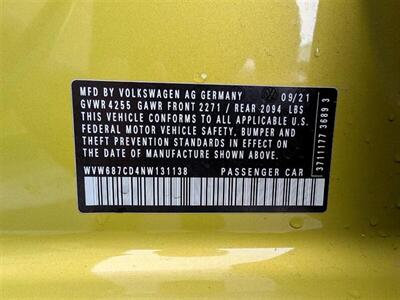 MFD BY VOLKSWAGEN AG GERMANY 09/21
GVWR 4255 GAWR FRONT 2271 / REAR 2094 LBS
THIS VEHICLE CONFORMS TO ALL APPLICABLE U.S.
FEDERAL MOTOR VEHICLE SAFETY, BUMPER AND
THEFT PREVENTION STANDARDS IN EFFECT ON THE
DATE OF MANUFACTURE SHOWN ABOVE.
WVW687CD4NW131138 PASSENGER CAR
3711177 3689 3